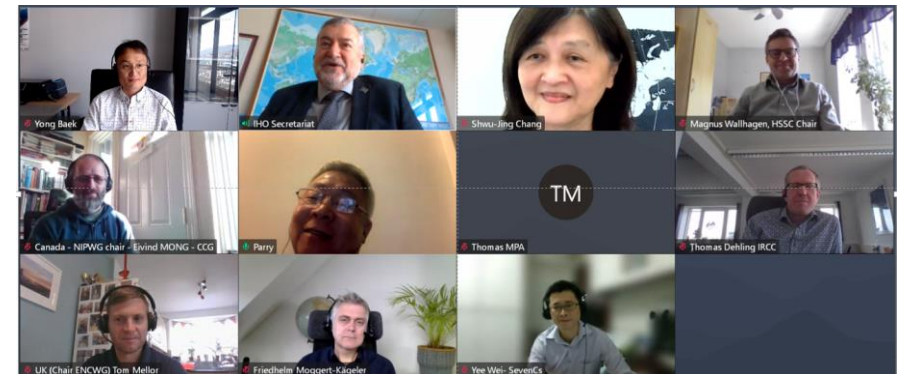 Yong Baek
IHO Secretariat
Shwu-Jing Chang
Magnus Wallhagen, HSSC Chair
Canada - NIPWG chair - Eivind MONG - CCG
Parry
TM
Thomas MPA
Thomas Dehling IRCC
UK (Chair ENCWG) Tom Mellor
Friedhelm Moggert-Kägeler
Yee Wei- SevenCs